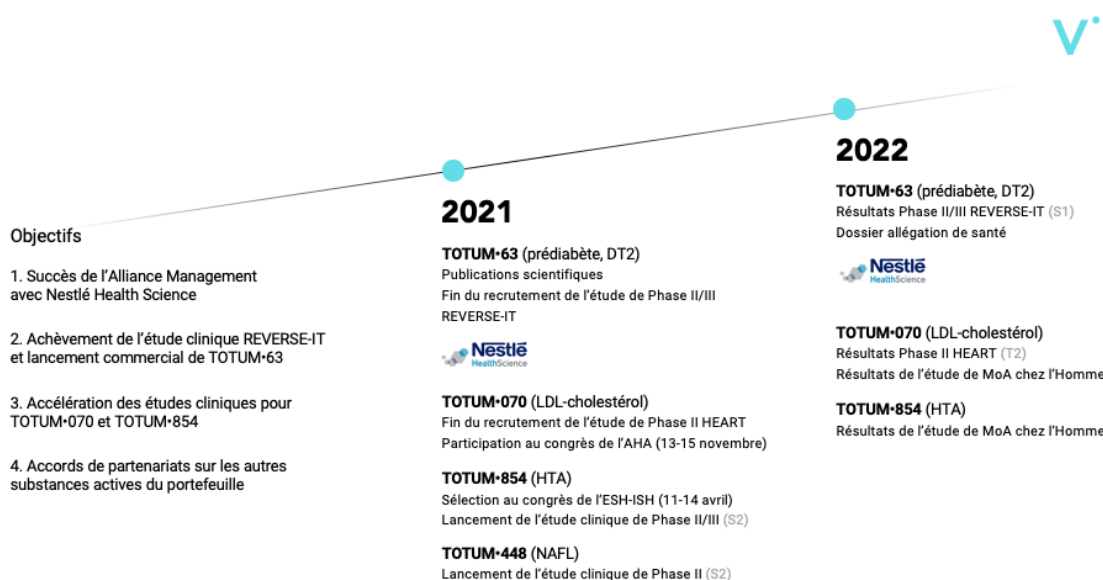 V
Objectifs
1. Succès de l'Alliance Management
avec Nestlé Health Science
2. Achèvement de l'étude clinique REVERSE-IT
et lancement commercial de TOTUM•63
3. Accélération des études cliniques pour
TOTUM•070 et TOTUM•854
4. Accords de partenariats sur les autres
substances actives du portefeuille
2021
TOTUM•63 (prédiabète, DT2)
Publications scientifiques
Fin du recrutement de l'étude de Phase II/III
REVERSE-IT
Nestlé
HealthScience
TOTUM•070 (LDL-cholestérol)
Fin du recrutement de l'étude de Phase II HEART
Participation au congrès de l'AHA (13-15 novembre)
TOTUM•854 (HTA)
Sélection au congrès de l'ESH-ISH (11-14 avril)
Lancement de l'étude clinique de Phase II/III (S2)
TOTUM•448 (NAFL)
Lancement de l'étude clinique de Phase II (S2)
2022
TOTUM•63 (prédiabète, DT2)
Résultats Phase II/III REVERSE-IT (S1)
Dossier allégation de santé
Nestlé
HealthScience
TOTUM•070 (LDL-cholestérol)
Résultats Phase II HEART (T2)
Résultats de l'étude de MoA chez l'Homme
TOTUM•854 (HTA)
Résultats de l'étude de MoA chez l'Homme